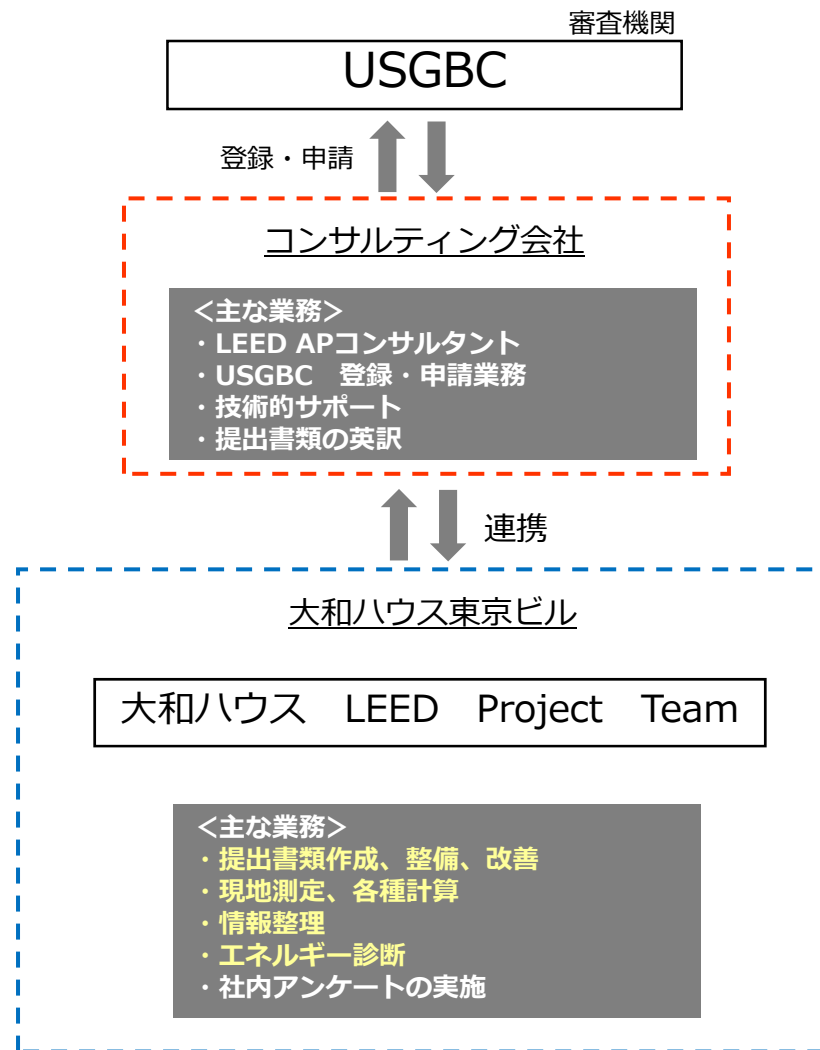 審査機関
USGBC
登録・申請
コンサルティング会社
＜主な業務＞
・LEED APコンサルタント
・USGBC　登録・申請業務
・技術的サポート
・提出書類の英訳
連携
大和ハウス東京ビル
大和ハウス　LEED　Project　Team
＜主な業務＞
・提出書類作成、整備、改善
・現地測定、各種計算
・情報整理
・エネルギー診断
・社内アンケートの実施